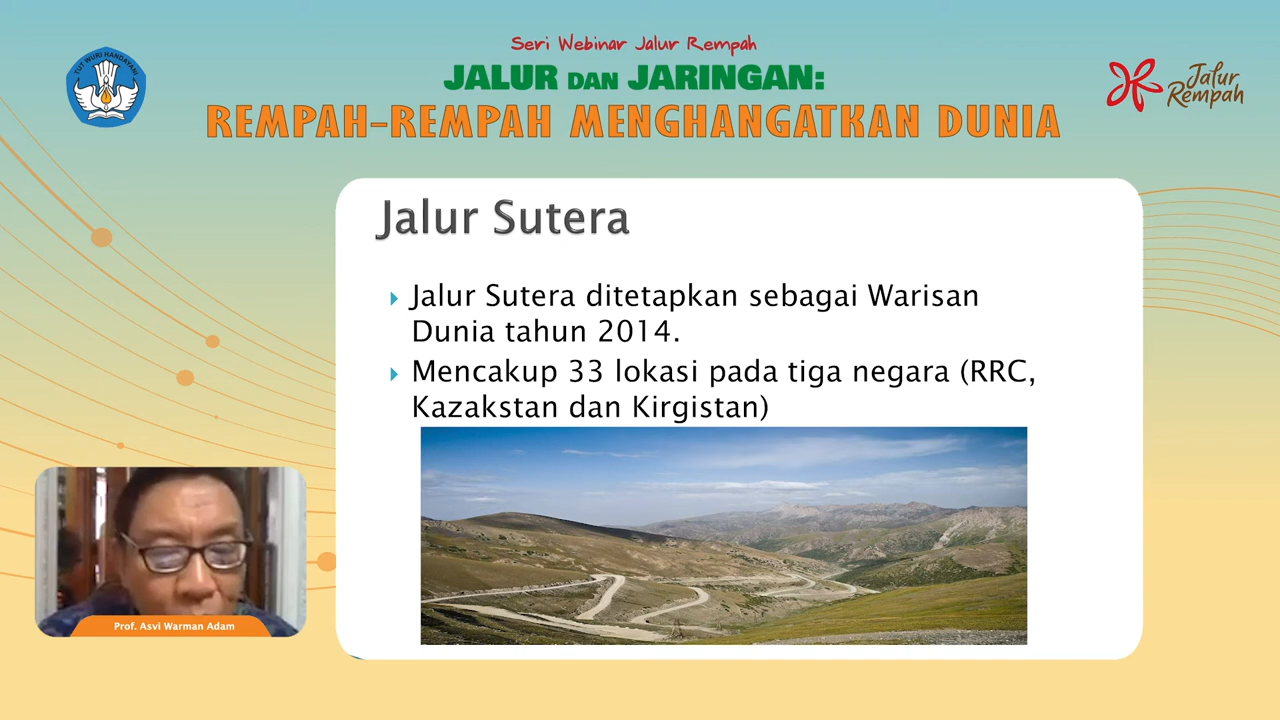 Seri Webinar Jalur Rempah
JALUR DAN JARINGAN:
REMPAH-REMPAH MENGHANGATKAN DUNIA
TUT WURI HANDAYANI
Jalur
Rempah
Jalur Sutera
Jalur Sutera ditetapkan sebagai Warisan
Dunia tahun 2014.
Mencakup 33 lokasi pada tiga negara (RRC,
Kazakstan dan Kirgistan)
Prof. Asvi Warman Adam